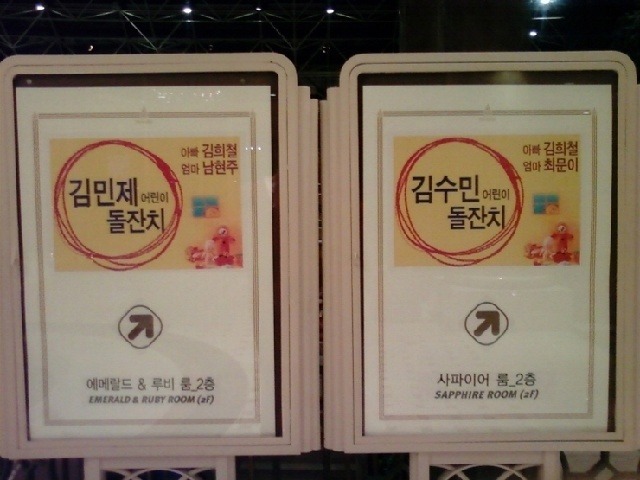 아빠 김희철
엄마 남현주
김민제 어린이
돌잔치
에메랄드 & 루비 룸_2층
EMERALD & RUBY ROOM (2F)
아빠 김희철
엄마 최문이
김수민 어린이
돌잔치
사파이어 룸_2층
SAPPHIRE ROOM (2F)